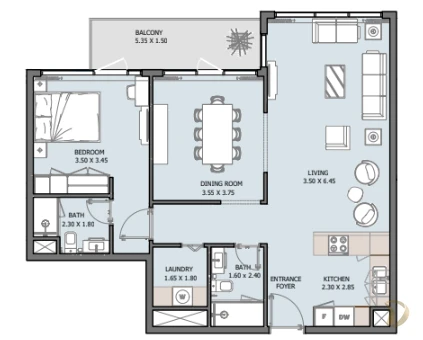 BALCONY
5.35 X 1.50
BEDROOM
3.50 X 3.45
DINING ROOM
3.55 X 3.75
LIVING
3.50 X 6.45
BATH
2.30 X 1.80
LAUNDRY
1.65 X 1.80
W
BATH
1.60 x 2.40
ENTRANCE
FOYER
KITCHEN
2.30 X 2.85
F
DW